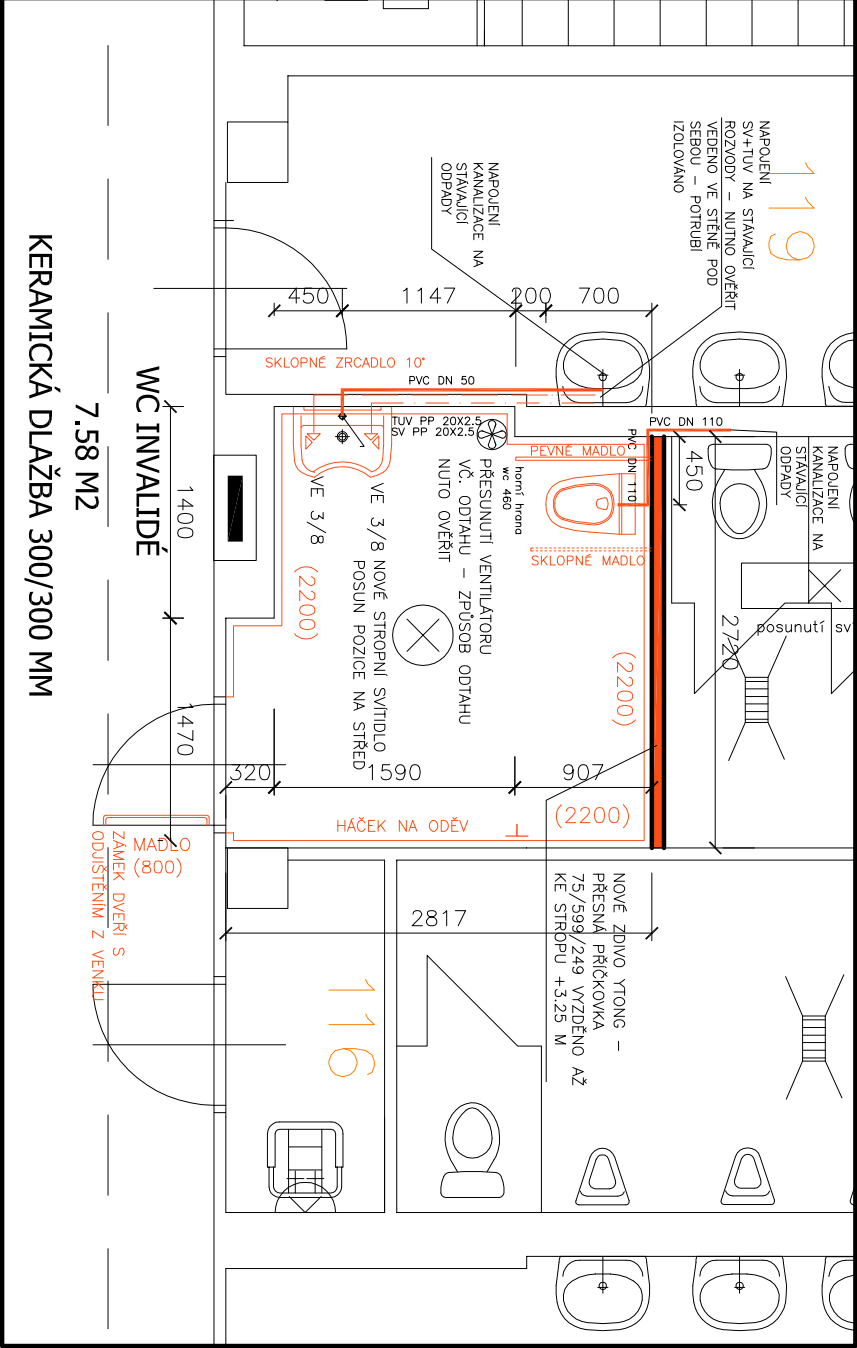 119
NAPOJENÍ
SV+TUV NA STÁVAJÍCÍ
ROZVODY – NUTNO OVĚŘIT
VEDENO VE STĚNĚ POD
SEBOU – POTRUBÍ
IZOLOVÁNO
NAPOJENÍ
KANALIZACE NA
STÁVAJÍCÍ
ODPADY
450
1147
200
700
SKLOPNÉ ZRCADLO 10°
PVC DN 50
PVC DN 110
TUV PP 20X2.5
SV PP 20X2.5
PEVNÉ MADLO
PVC DN 110
450
NAPOJENÍ
KANALIZACE NA
STÁVAJÍCÍ
ODPADY
horní hrana
wc 460
SKLOPNÉ MADLO
PŘESUNUTÍ VENTILÁTORU
VČ. ODTAHU – ZPŮSOB ODTAHU
NUTO OVĚŘIT
VE 3/8
VE 3/8
NOVÉ STROPNÍ SVÍTIDLO
POSUN POZICE NA STŘED
(2200)
(2200)
(2200)
2720
posunutí sv
1400
1470
320
1590
907
HÁČEK NA ODĚV
MADLO
(800)
ZÁMEK DVEŘÍ S
ODJIŠTĚNÍM Z VENKU
2817
NOVÉ ZDIVO YTONG –
PŘESNÁ PŘÍČKOVKA
75/599/249 VYZDĚNO AŽ
KE STROPU +3.25 M
116
WC INVALIDÉ
7.58 M2
KERAMICKÁ DLAŽBA 300/300 MM